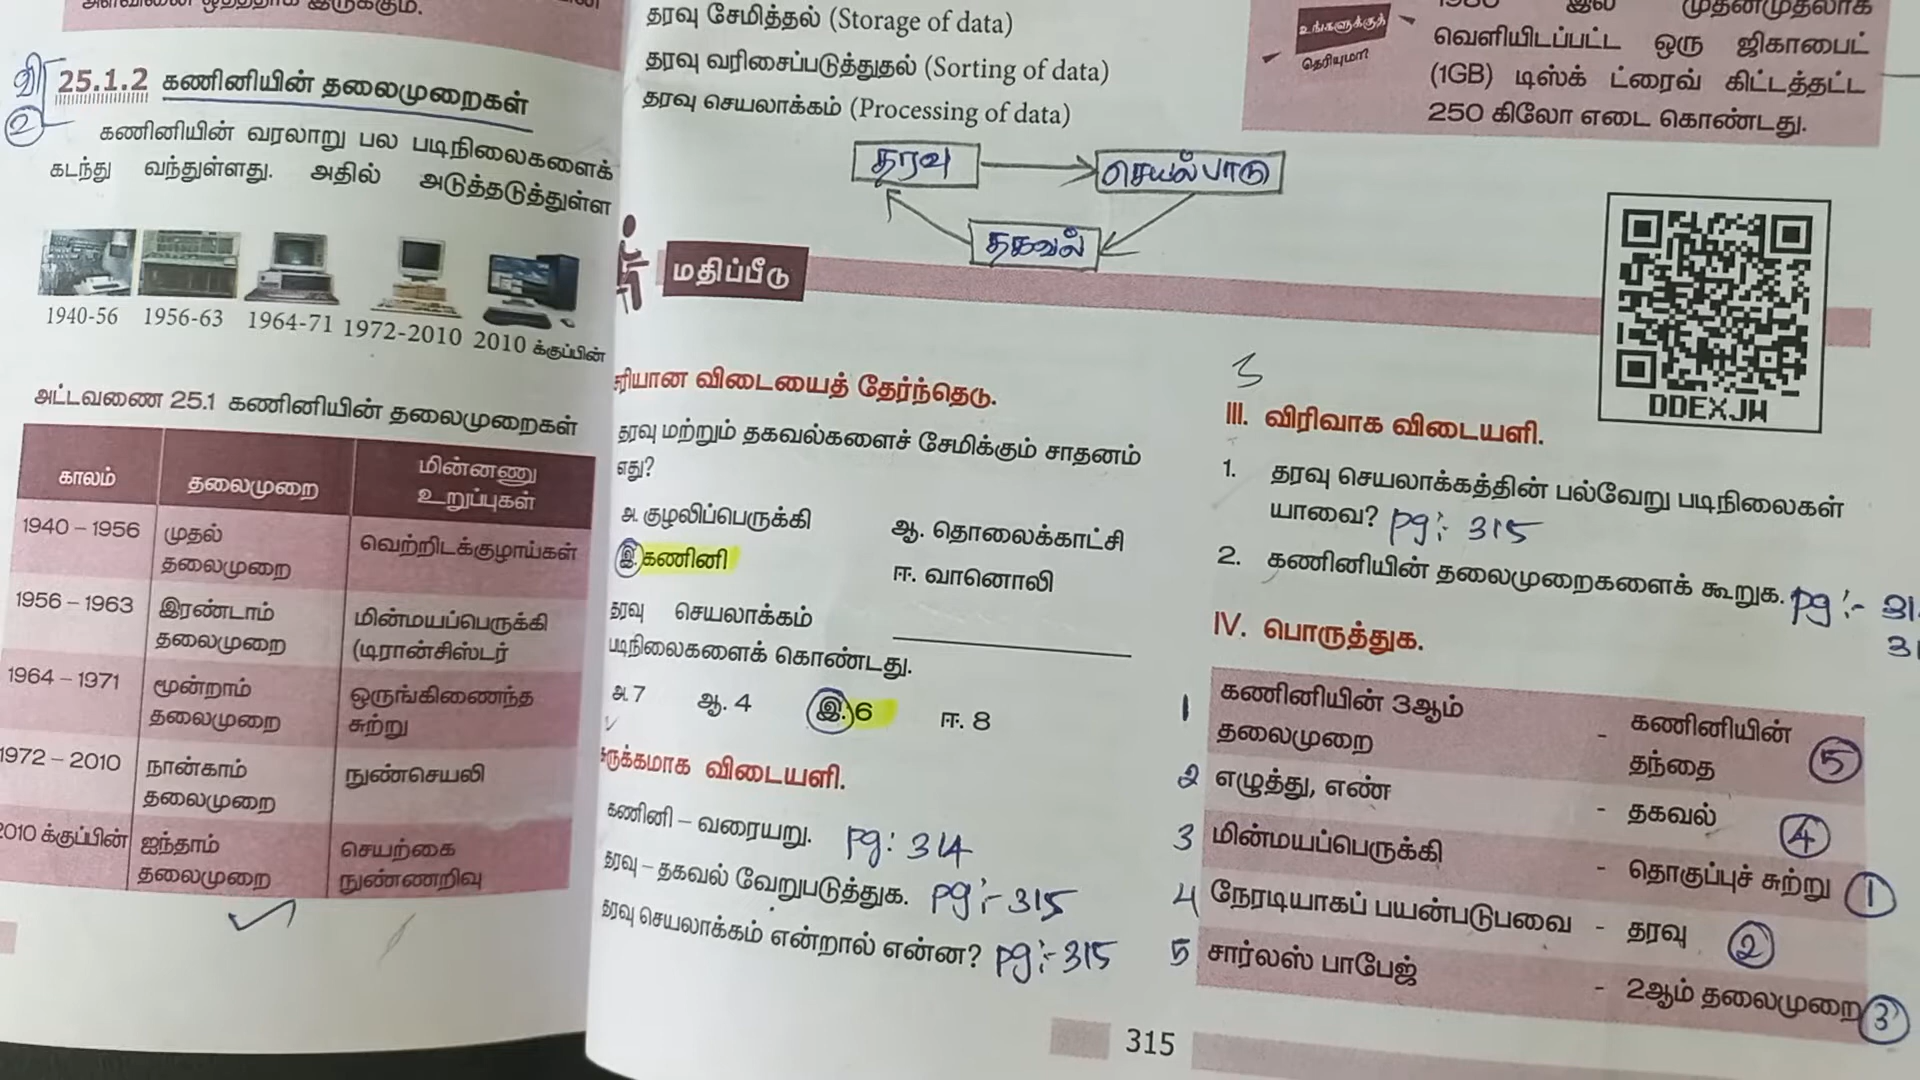 25.1.2 கணினியின் தலைமுறைகள்
வி
2
கணினியின் வரலாறு பல படிநிலைகளைக்
கடந்து வந்துள்ளது. அதில் அடுத்தடுத்துள்ள
1940-56 1956-63 1964-71 1972-2010 2010 க்குப்பின்
அட்டவணை 25.1 கணினியின் தலைமுறைகள்
காலம் தலைமுறை மின்னணு
உறுப்புகள்
1940 – 1956 முதல்
தலைமுறை வெற்றிடக்குழாய்கள்
1956 – 1963 இரண்டாம்
தலைமுறை மின்மயப்பெருக்கி
(டிரான்சிஸ்டர்
1964 – 1971 மூன்றாம்
தலைமுறை ஒருங்கிணைந்த
சுற்று
1972 – 2010 நான்காம்
தலைமுறை நுண்செயலி
2010 க்குப்பின் ஐந்தாம்
தலைமுறை செயற்கை
நுண்ணறிவு
தரவு சேமித்தல் (Storage of data)
தரவு வரிசைப்படுத்துதல் (Sorting of data)
தரவு செயலாக்கம் (Processing of data)
தரவு செயல்பாடு
தகவல்
உங்களுக்குத்
தெரியுமா?
இல் முதன்முதலாக
வெளியிடப்பட்ட ஒரு ஜிகாபைட்
(1GB) டிஸ்க் ட்ரைவ் கிட்டத்தட்ட
250 கிலோ எடை கொண்டது.
DDEXJW
மதிப்பீடு
சரியான விடையைத் தேர்ந்தெடு.
தரவு மற்றும் தகவல்களைச் சேமிக்கும் சாதனம்
எது?
அ. குழலிப்பெருக்கி ஆ. தொலைக்காட்சி
இ. கணினி ஈ. வானொலி
தரவு செயலாக்கம்
படிநிலைகளைக் கொண்டது.
அ. 7 ஆ. 4 இ. 6 ஈ. 8
சுருக்கமாக விடையளி.
கணினி – வரையறு. pg: 314
தரவு – தகவல் வேறுபடுத்துக. pg:- 315
தரவு செயலாக்கம் என்றால் என்ன? pg:- 315
3
III. விரிவாக விடையளி.
1. தரவு செயலாக்கத்தின் பல்வேறு படிநிலைகள்
யாவை? pg:- 315
2. கணினியின் தலைமுறைகளைக் கூறுக. pg:- 31
31
IV. பொருத்துக.
1 கணினியின் 3ஆம்
தலைமுறை - கணினியின்
தந்தை 5
2 எழுத்து, எண் - தகவல் 4
3 மின்மயப்பெருக்கி - தொகுப்புச் சுற்று 1
4 நேரடியாகப் பயன்படுபவை - தரவு 2
5 சார்லஸ் பாபேஜ் - 2ஆம் தலைமுறை 3
315